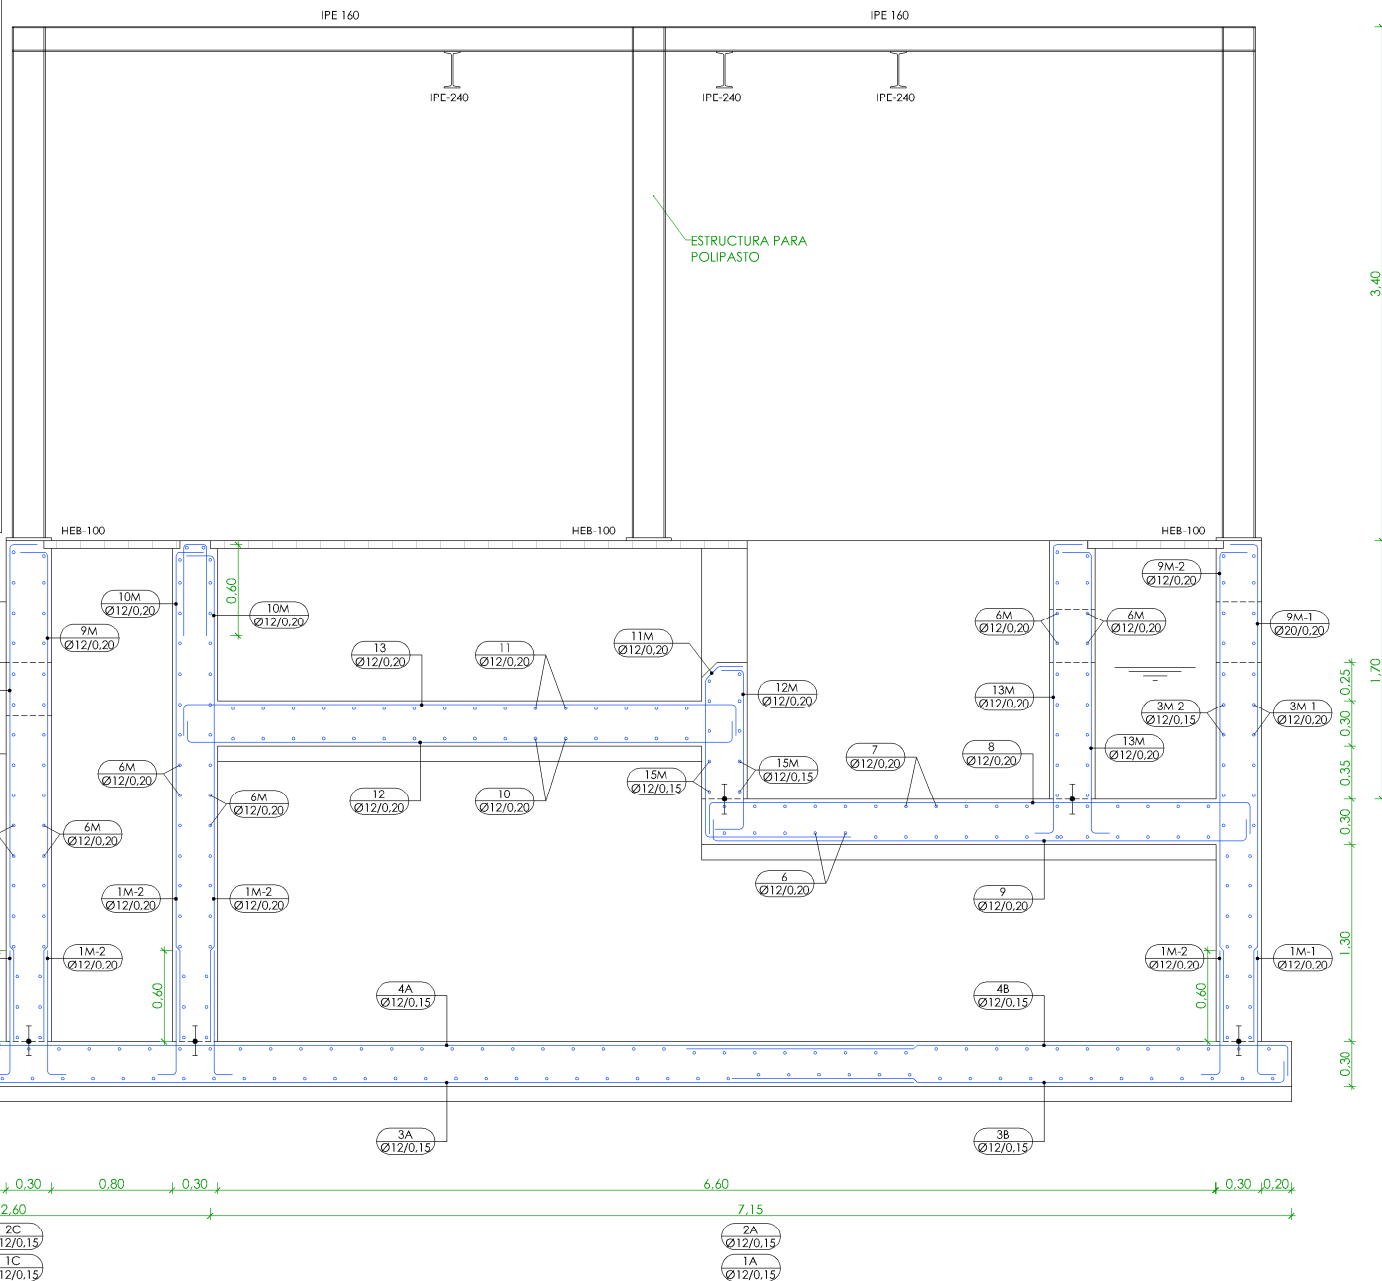 IPE 160
IPE 160
IPE-240
IPE-240
IPE-240
ESTRUCTURA PARA
POLIPASTO
3,40
HEB-100
HEB-100
HEB-100
9M-2
Ø12/0,20
0,60
10M
Ø12/0,20
10M
Ø12/0,20
6M
Ø12/0,20
6M
Ø12/0,20
9M-1
Ø20/0,20
9M
Ø12/0,20
11M
Ø12/0,20
13
Ø12/0,20
11
Ø12/0,20
1,70
0,25
12M
Ø12/0,20
13M
Ø12/0,20
3M 2
Ø12/0,15
3M 1
Ø12/0,20
0,30
13M
Ø12/0,20
7
Ø12/0,20
8
Ø12/0,20
6M
Ø12/0,20
15M
Ø12/0,15
15M
Ø12/0,15
0,35
12
Ø12/0,20
10
Ø12/0,20
6M
Ø12/0,20
6M
Ø12/0,20
0,30
6
Ø12/0,20
9
Ø12/0,20
1M-2
Ø12/0,20
1M-2
Ø12/0,20
1M-2
Ø12/0,20
1M-2
Ø12/0,20
1M-1
Ø12/0,20
1,30
0,60
4A
Ø12/0,15
4B
Ø12/0,15
0,60
0,30
3A
Ø12/0,15
3B
Ø12/0,15
0,30 0,80 0,30 6,60 0,30 0,20
2,60 7,15
2C
12/0,15
2A
Ø12/0,15
1C
12/0,15
1A
Ø12/0,15